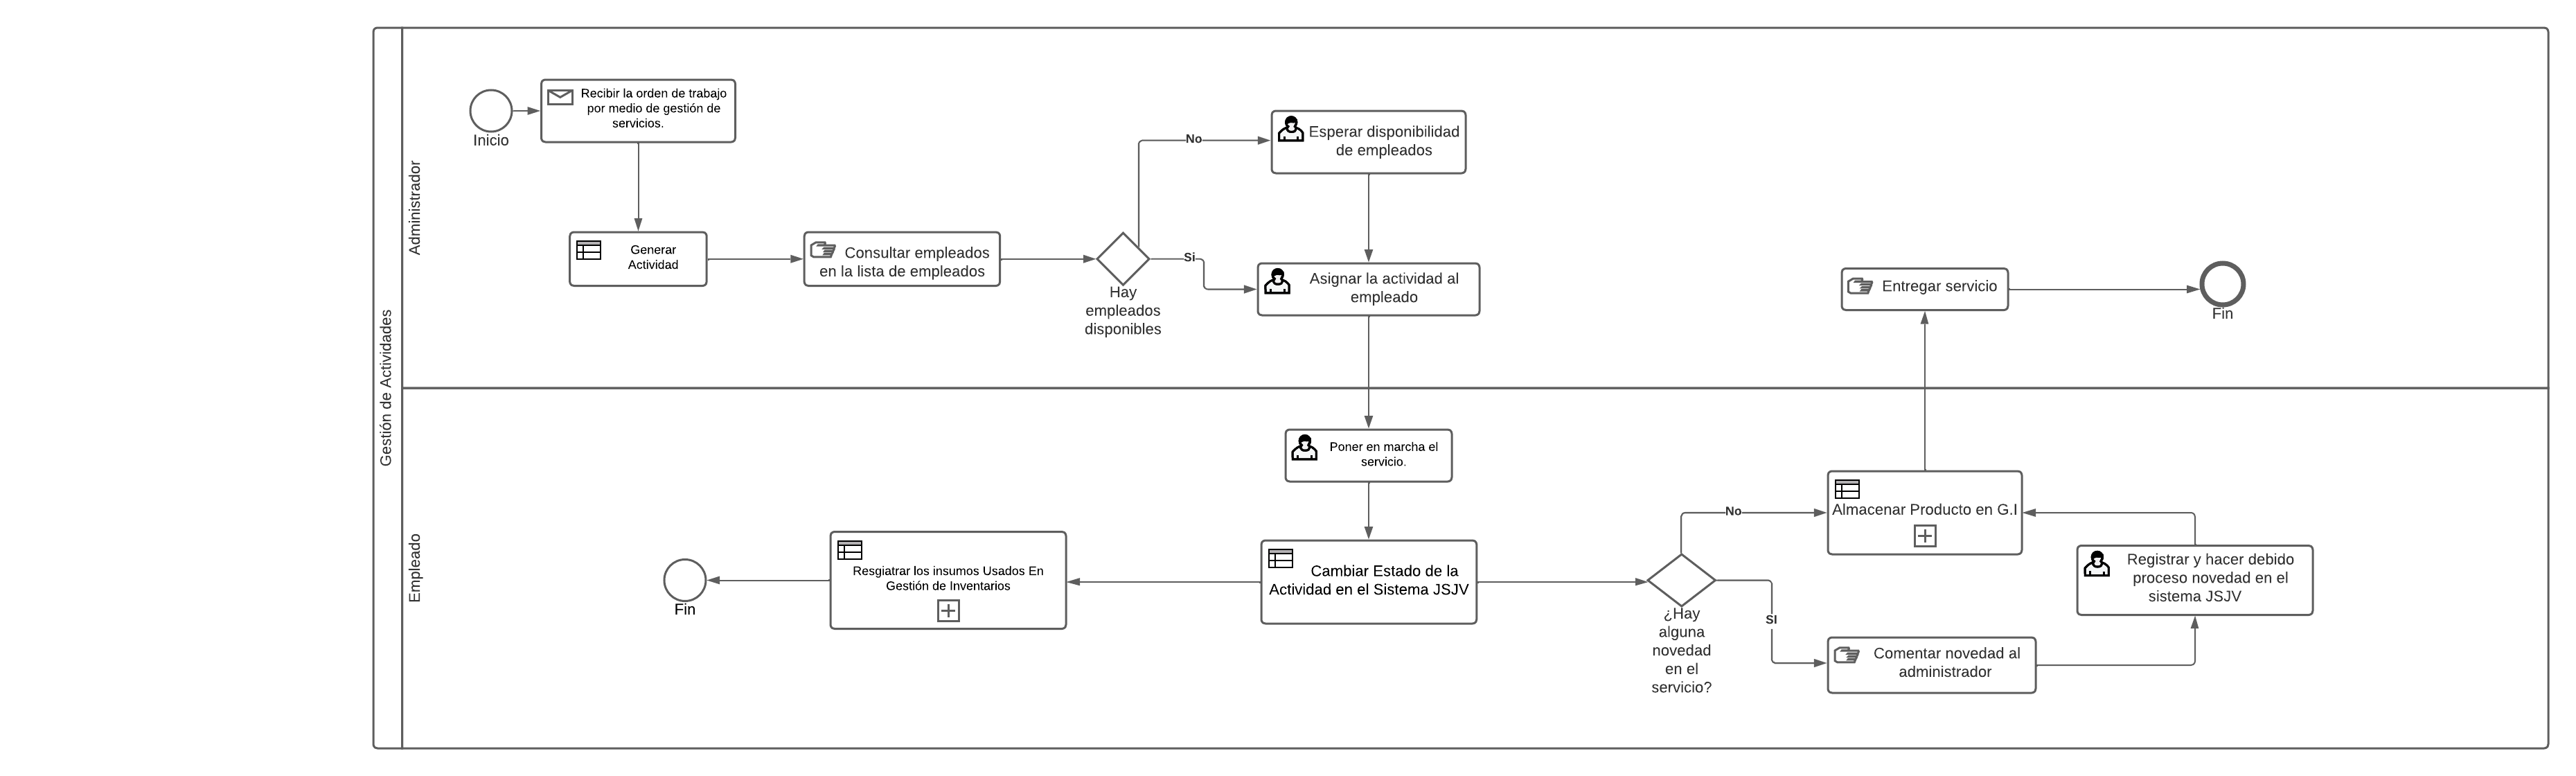 Gestión de Actividades
Administrador
Inicio
Recibir la orden de trabajo
por medio de gestión de
servicios.
Generar
Actividad
Consultar empleados
en la lista de empleados
Hay
empleados
disponibles
No
Si
Esperar disponibilidad
de empleados
Asignar la actividad al
empleado
Entregar servicio
Fin
Empleado
Poner en marcha el
servicio.
Cambiar Estado de la
Actividad en el Sistema JSJV
Resgiatrar los insumos Usados En
Gestión de Inventarios
Fin
¿Hay
alguna
novedad
en el
servicio?
No
SI
Almacenar Producto en G.I
Comentar novedad al
administrador
Registrar y hacer debido
proceso novedad en el
sistema JSJV